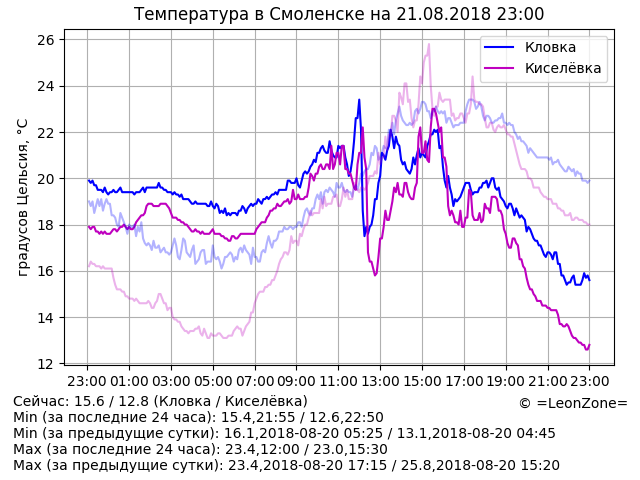 Температура в Смоленске на 21.08.2018 23:00
градусов Цельсия, °C
26
24
22
20
18
16
14
12
Кловка
Киселёвка
23:00 01:00 03:00 05:00 07:00 09:00 11:00 13:00 15:00 17:00 19:00 21:00 23:00
Сейчас: 15.6 / 12.8 (Кловка / Киселёвка)
© =LeonZone=
Min (за последние 24 часа): 15.4,21:55 / 12.6,22:50
Min (за предыдущие сутки): 16.1,2018-08-20 05:25 / 13.1,2018-08-20 04:45
Max (за последние 24 часа): 23.4,12:00 / 23.0,15:30
Max (за предыдущие сутки): 23.4,2018-08-20 17:15 / 25.8,2018-08-20 15:20